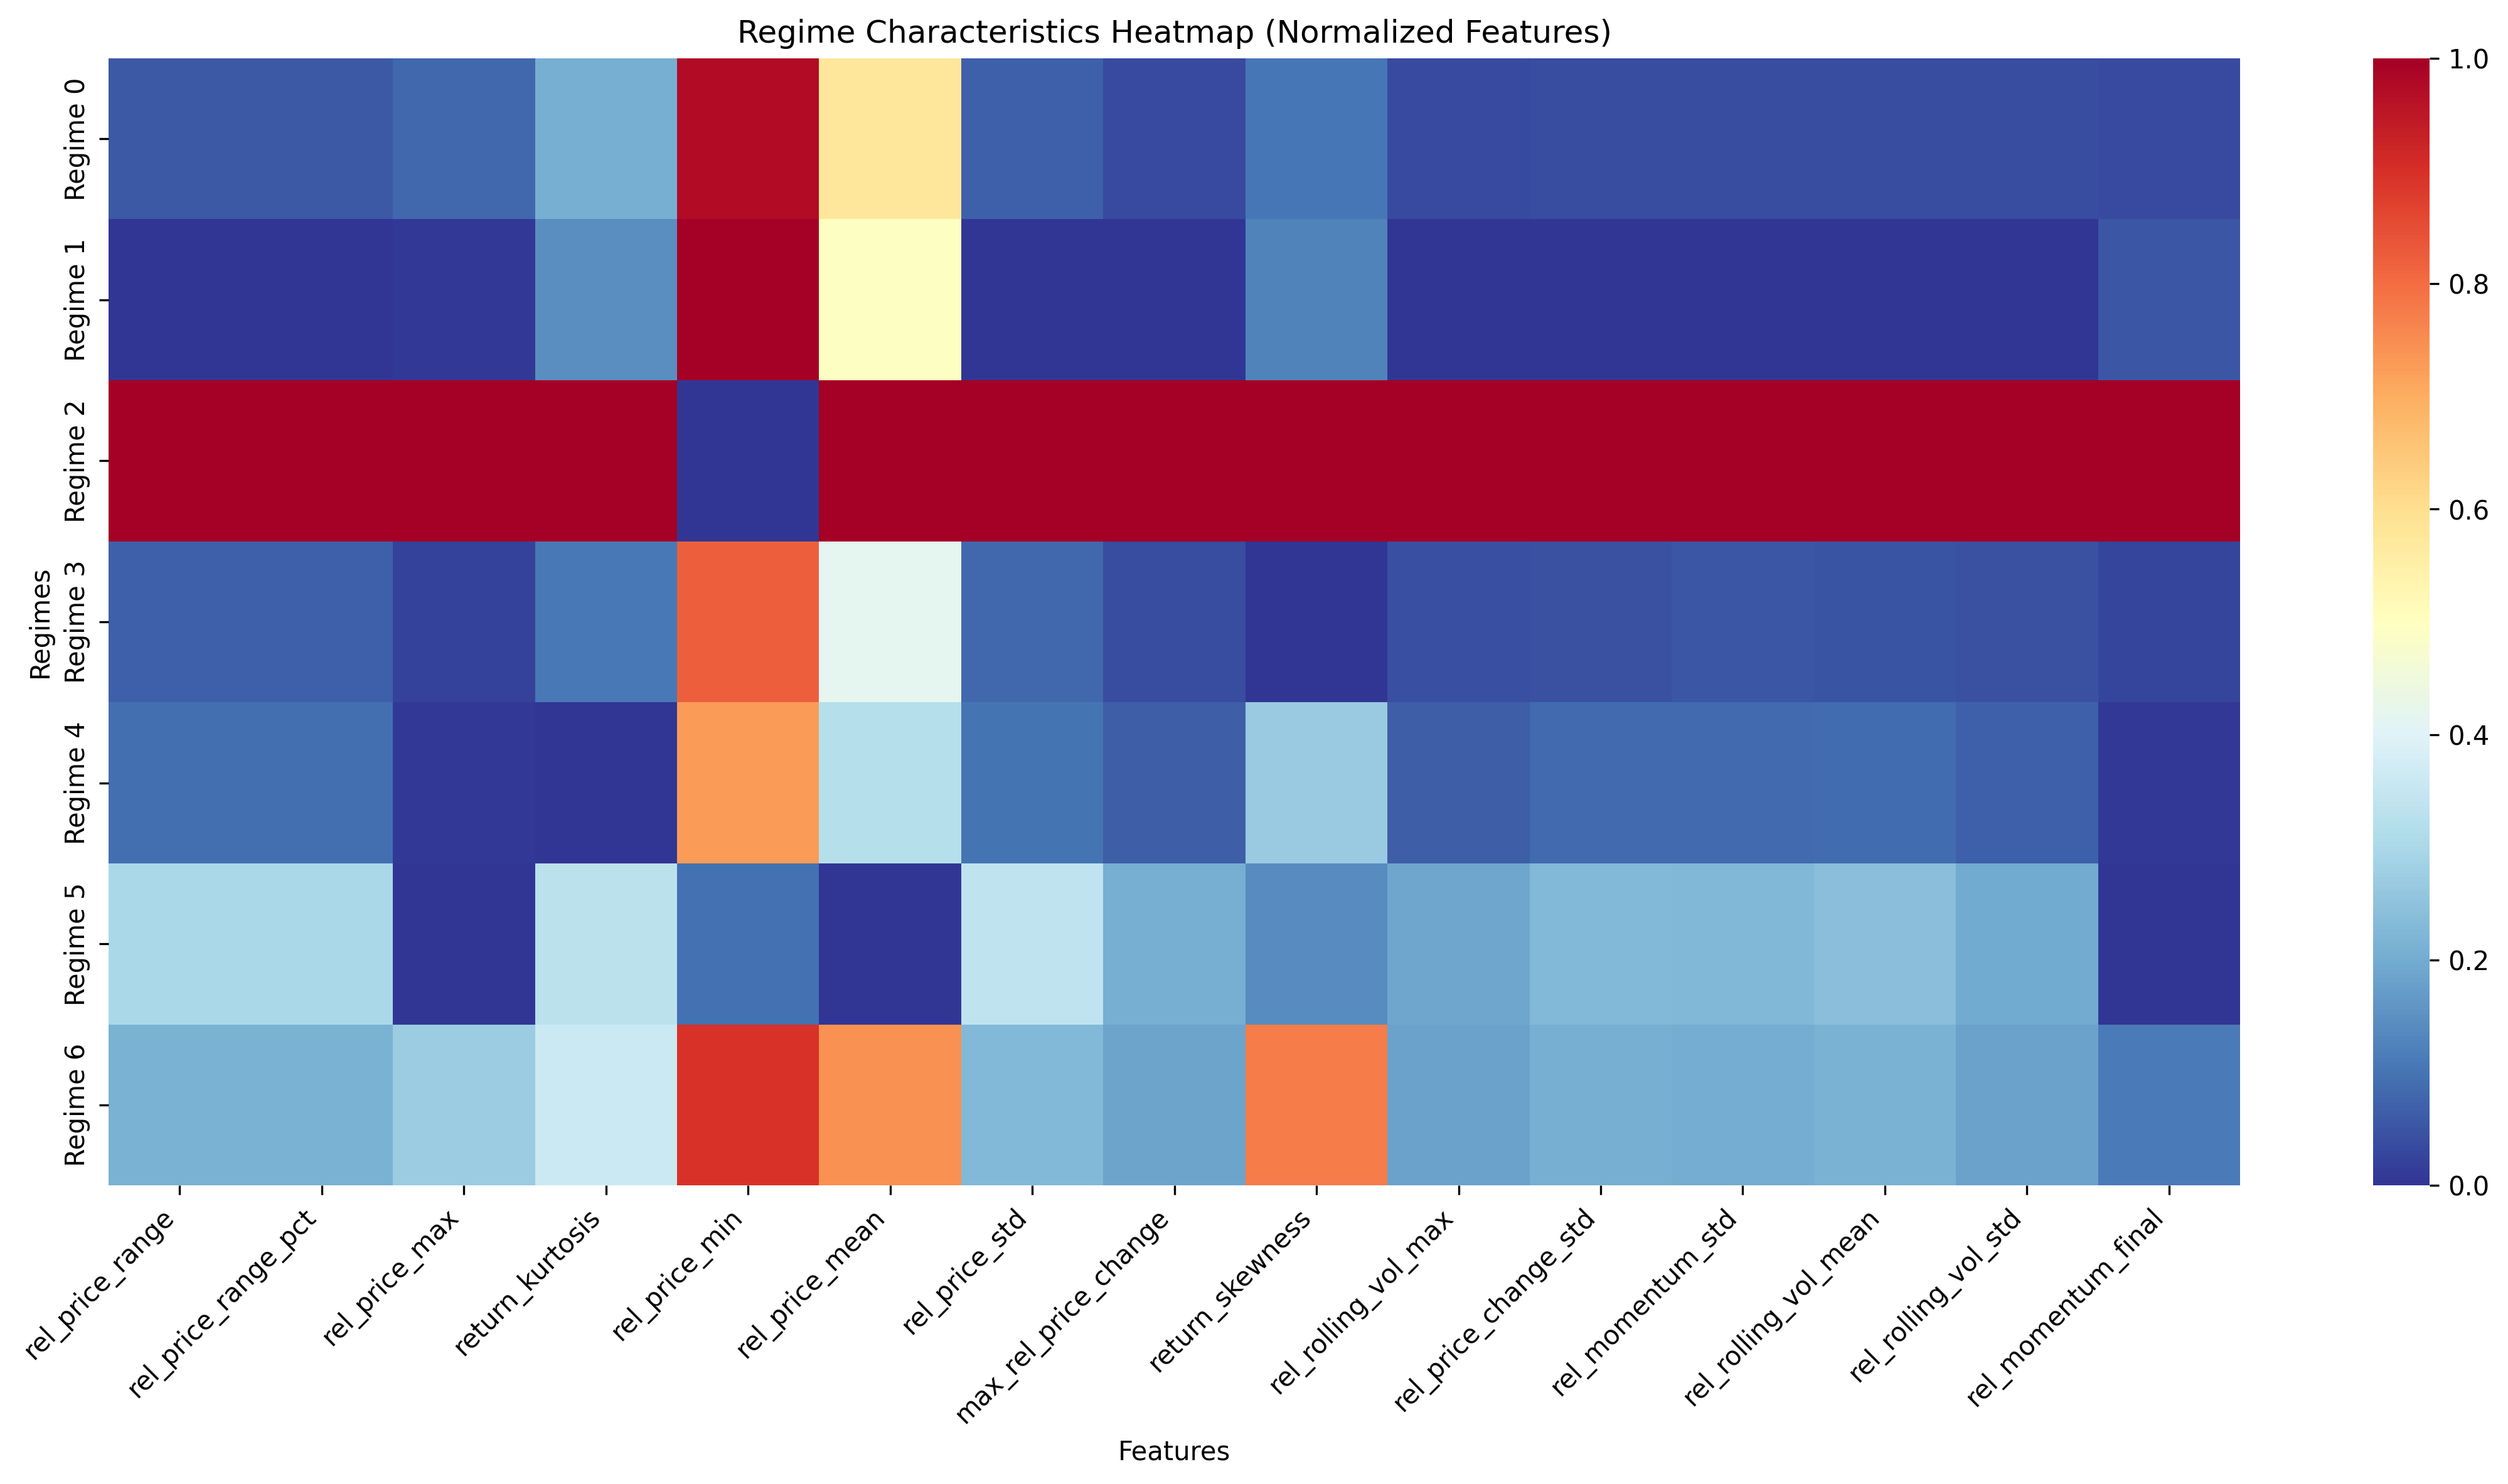 Regime Characteristics Heatmap (Normalized Features)
Regimes
Regime 0
Regime 1
Regime 2
Regime 3
Regime 4
Regime 5
Regime 6
rel_price_range
rel_price_range_pct
rel_price_max
return_kurtosis
rel_price_min
rel_price_mean
rel_price_std
max_rel_price_change
return_skewness
rel_rolling_vol_max
rel_price_change_std
rel_momentum_std
rel_rolling_vol_mean
rel_rolling_vol_std
rel_momentum_final
Features
1.0
0.8
0.6
0.4
0.2
0.0